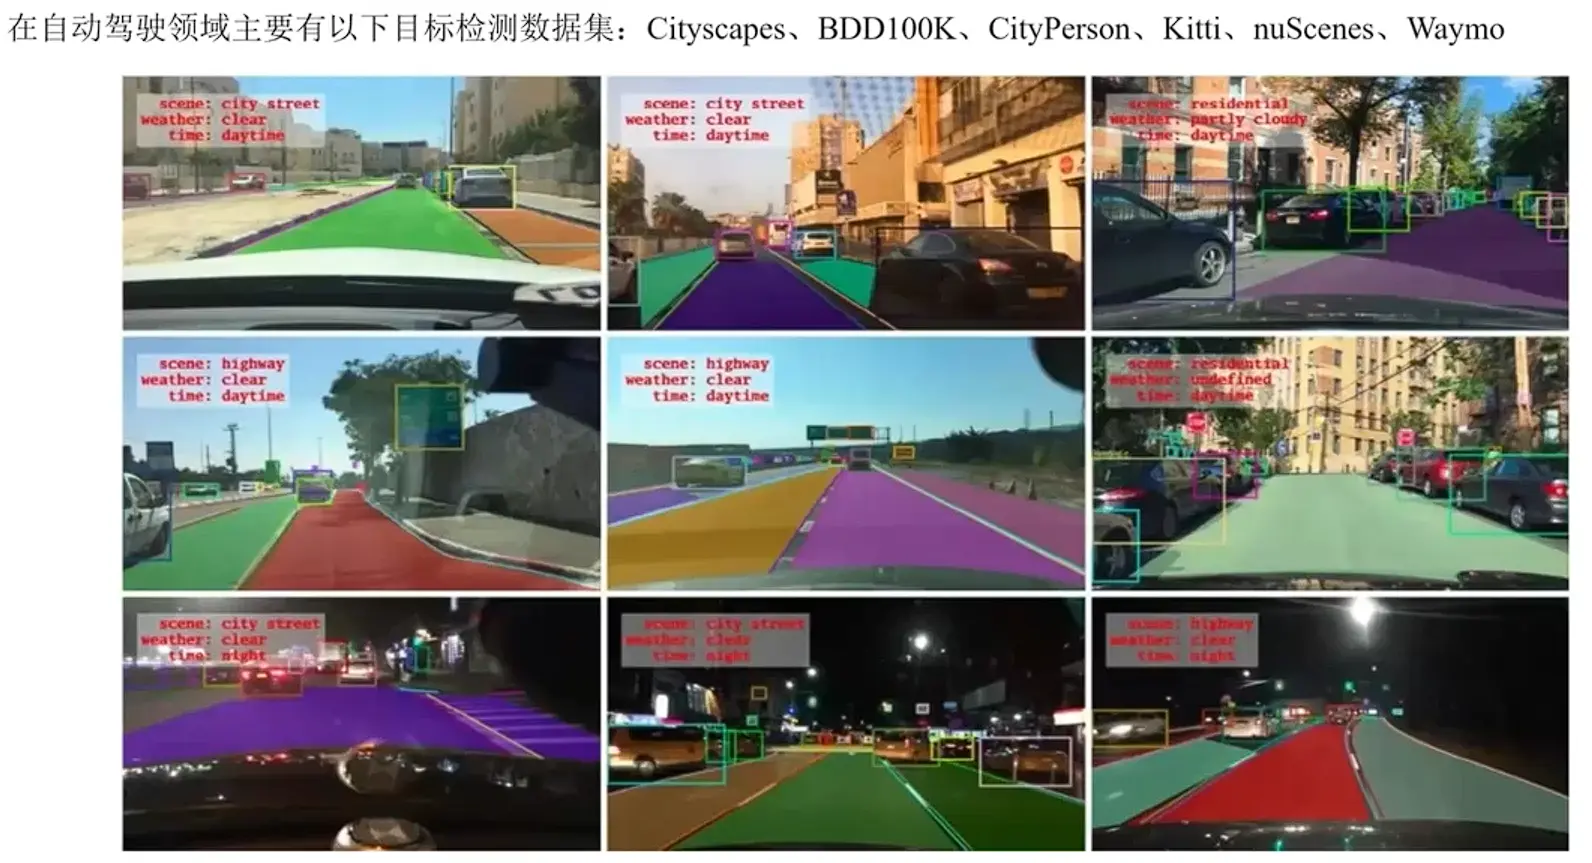 在自动驾驶领域主要有以下目标检测数据集：Cityscapes、BDD100K、CityPerson、Kitti、nuScenes、Waymo
scene: city street
weather: clear
time: daytime
scene: city street
weather: clear
time: daytime
scene: residential
weather: partly cloudy
time: daytime
scene: highway
weather: clear
time: daytime
scene: highway
weather: clear
time: daytime
scene: residential
weather: undefined
time: daytime
scene: city street
weather: clear
time: night
scene: city street
weather: clear
time: night
scene: highway
weather: clear
time: night